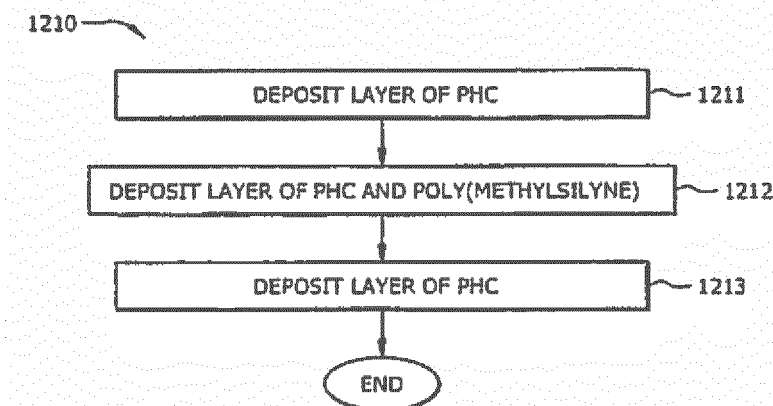 1210
DEPOSIT LAYER OF PHC
1211
DEPOSIT LAYER OF PHC AND POLY(METHYLSILYNE)
1212
DEPOSIT LAYER OF PHC
1213
END